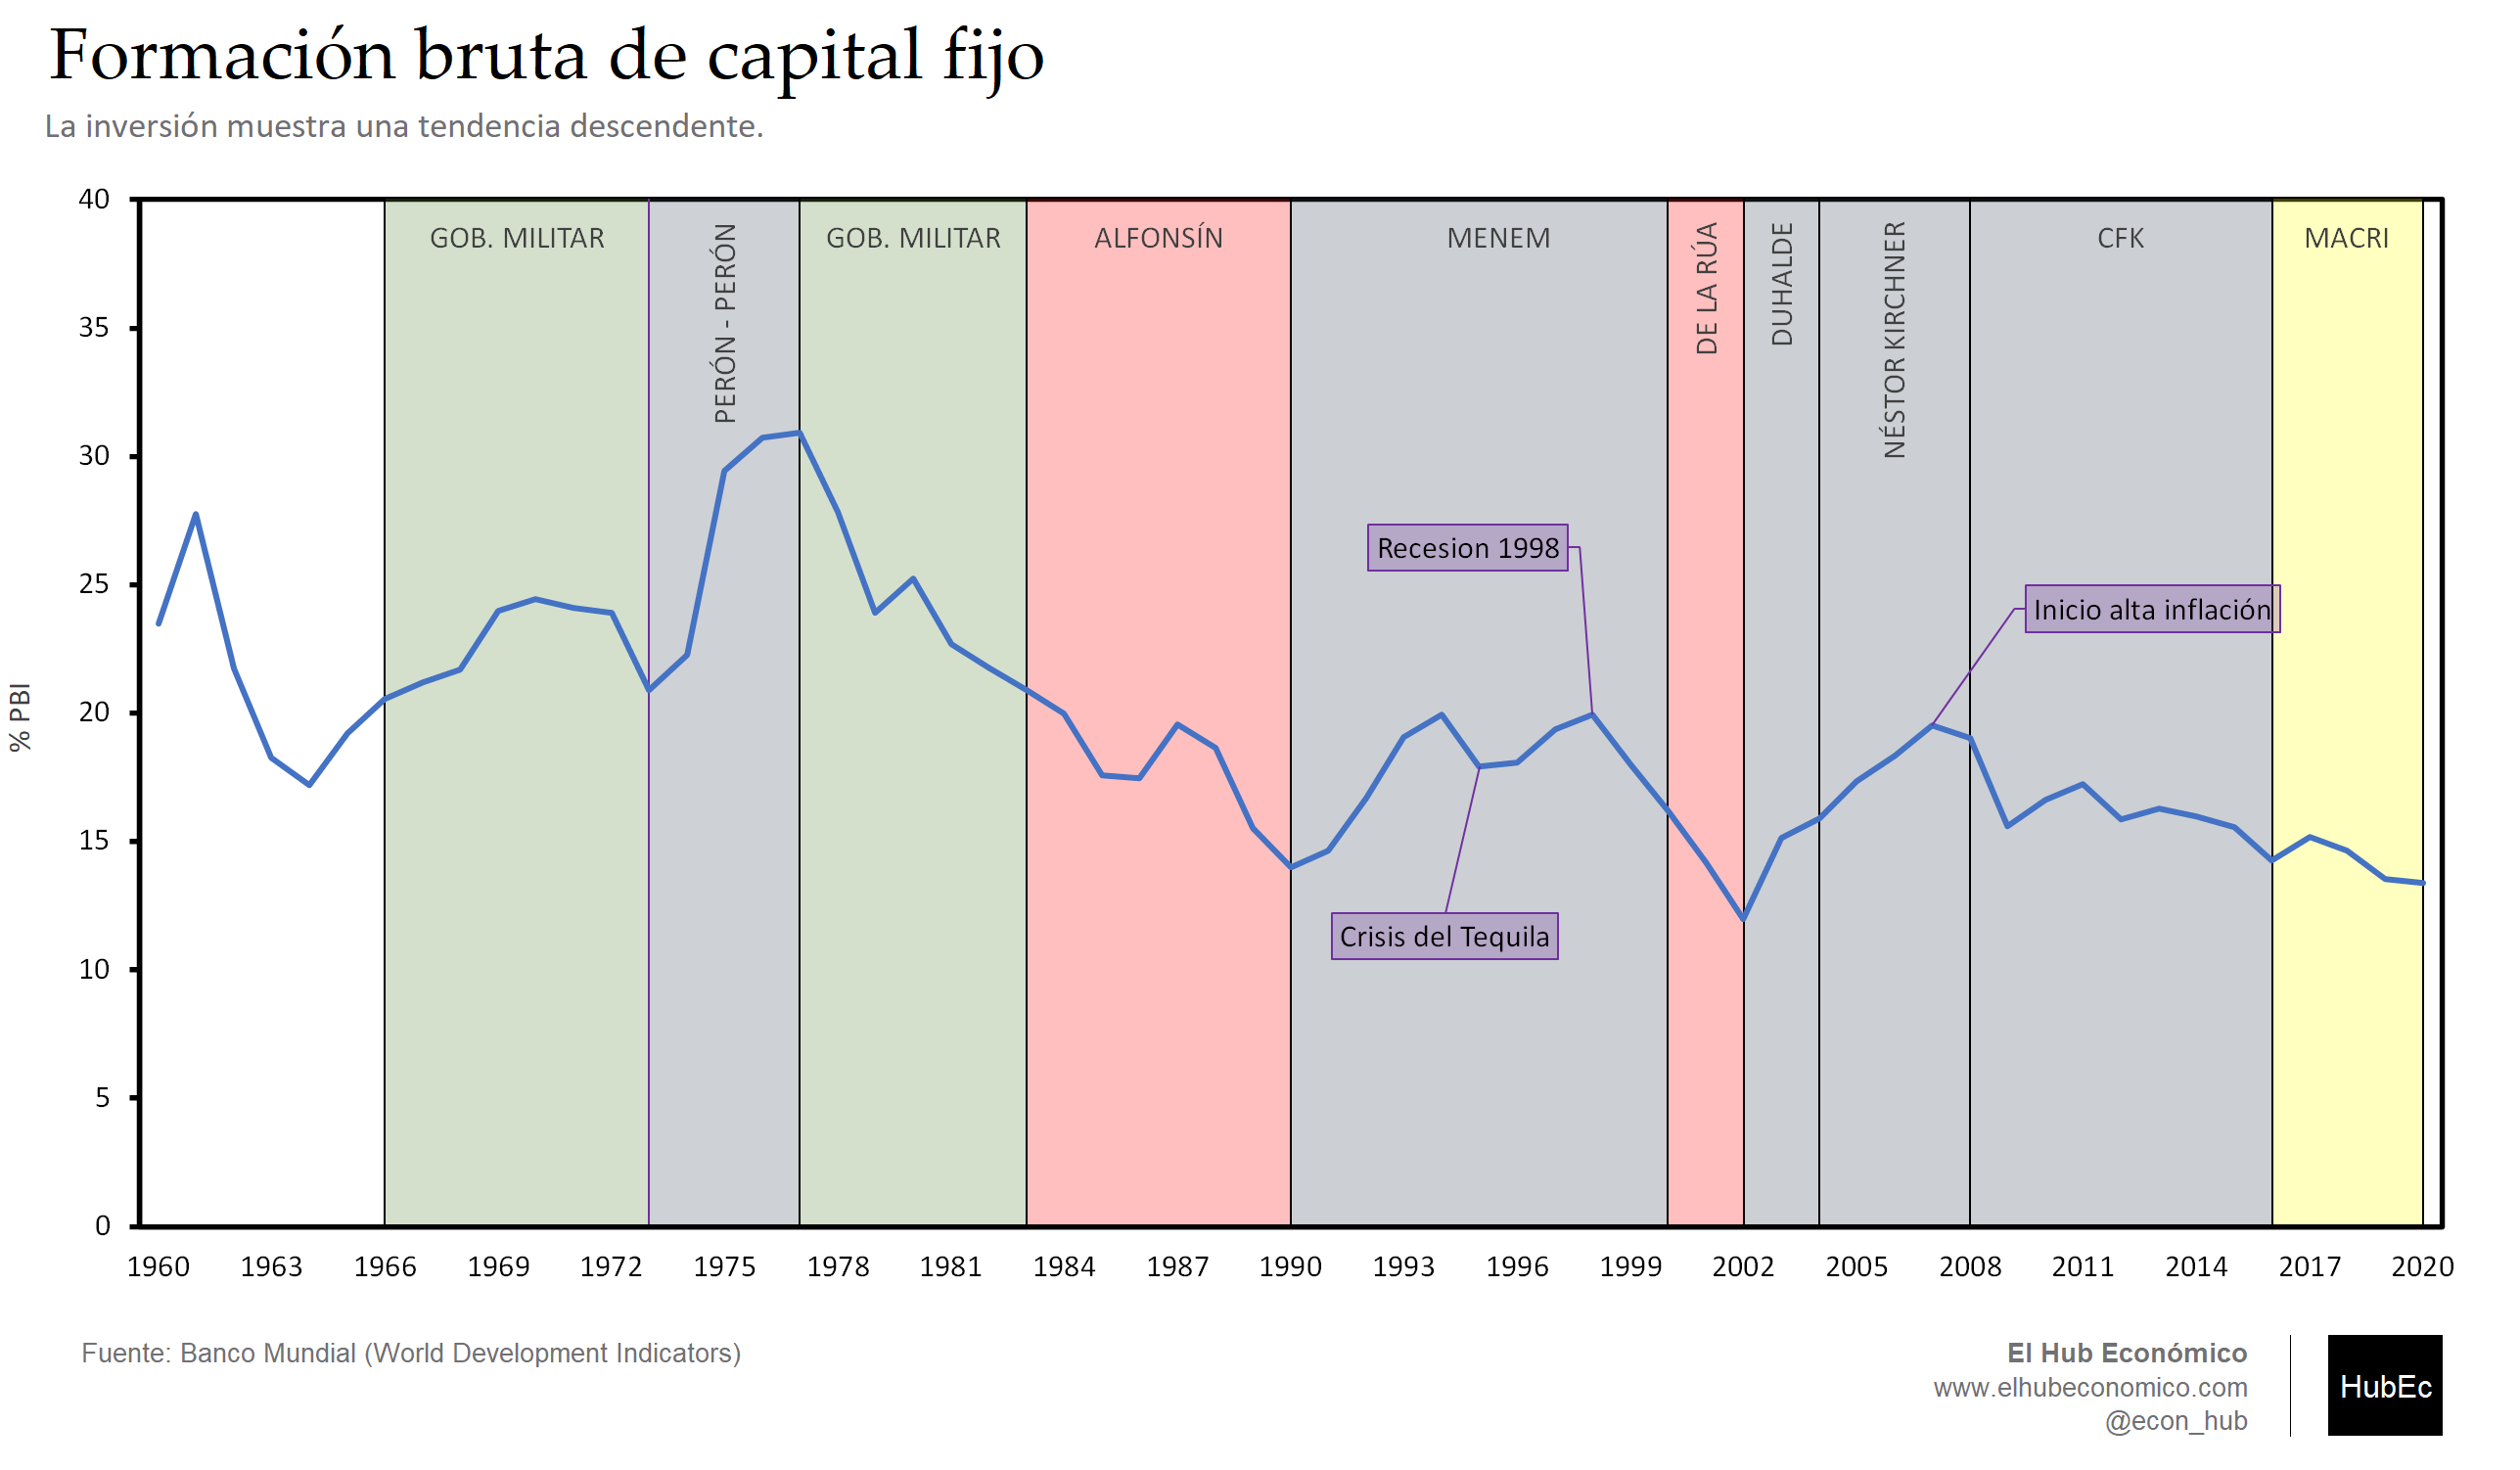 Formación bruta de capital fijo
La inversión muestra una tendencia descendente.
% PBI
40
35
30
25
20
15
10
5
0
GOB. MILITAR
PERÓN - PERÓN
GOB. MILITAR
ALFONSÍN
MENEM
DE LA RÚA
DUHALDE
NÉSTOR KIRCHNER
CFK
MACRI
Recesion 1998
Inicio alta inflación
Crisis del Tequila
1960 1963 1966 1969 1972 1975 1978 1981 1984 1987 1990 1993 1996 1999 2002 2005 2008 2011 2014 2017 2020
Fuente: Banco Mundial (World Development Indicators)
El Hub Económico
www.elhubeconomico.com
@econ_hub
HubEc